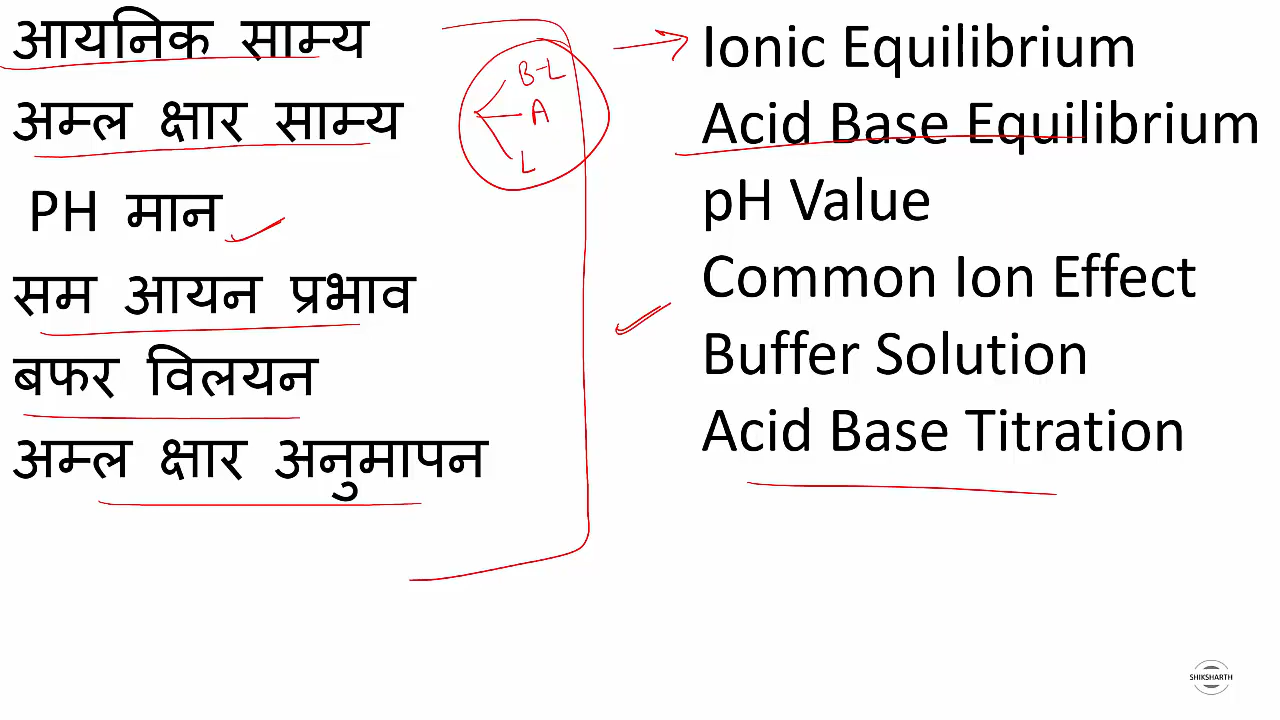 आयनिक साम्य
अम्ल क्षार साम्य
PH मान
सम आयन प्रभाव
बफर विलयन
अम्ल क्षार अनुमापन
B-L
A
L
Ionic Equilibrium
Acid Base Equilibrium
pH Value
Common Ion Effect
Buffer Solution
Acid Base Titration
SHIKSHARTH